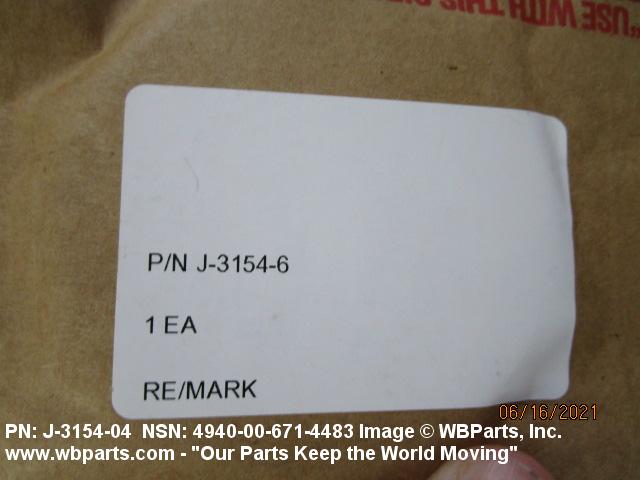 "USE WITH THIS SI
P/N J-3154-6
1 EA
RE/MARK
06/16/2021
PN: J-3154-04 NSN: 4940-00-671-4483 Image © WBParts, Inc.
www.wbparts.com - "Our Parts Keep the World Moving"